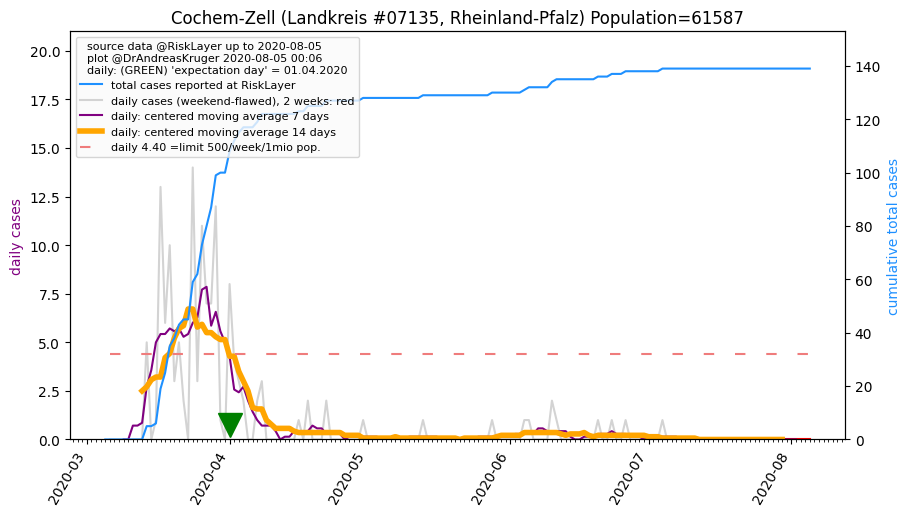 Cochem-Zell (Landkreis #07135, Rheinland-Pfalz) Population=61587
source data @RiskLayer up to 2020-08-05
plot @DrAndreasKruger 2020-08-05 00:06
daily: (GREEN) 'expectation day' = 01.04.2020
total cases reported at RiskLayer
daily cases (weekend-flawed), 2 weeks: red
daily: centered moving average 7 days
daily: centered moving average 14 days
daily 4.40 =limit 500/week/1mio pop.
daily cases
20.0
17.5
15.0
12.5
10.0
7.5
5.0
2.5
0.0
cumulative total cases
140
120
100
80
60
40
20
0
2020-03
2020-04
2020-05
2020-06
2020-07
2020-08